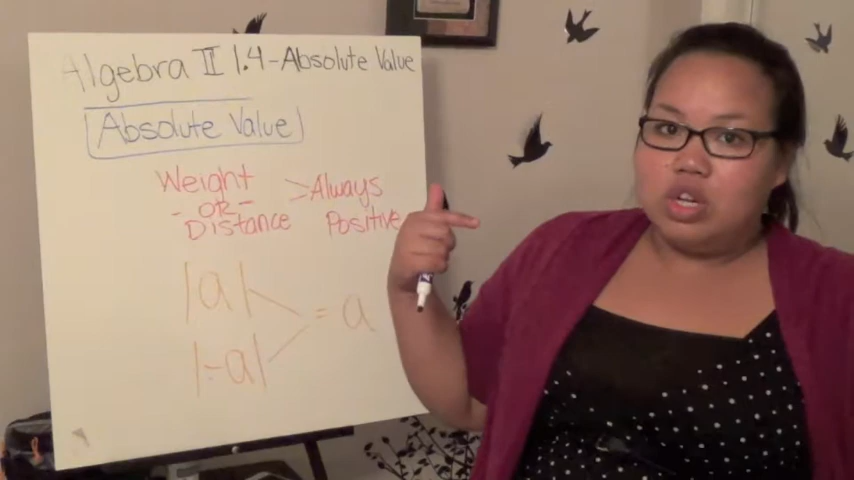 Algebra II 1.4-Absolute Value
Absolute Value
Weight
- OR -
Distance
>Always
Positive
|a|
= a
|-a|